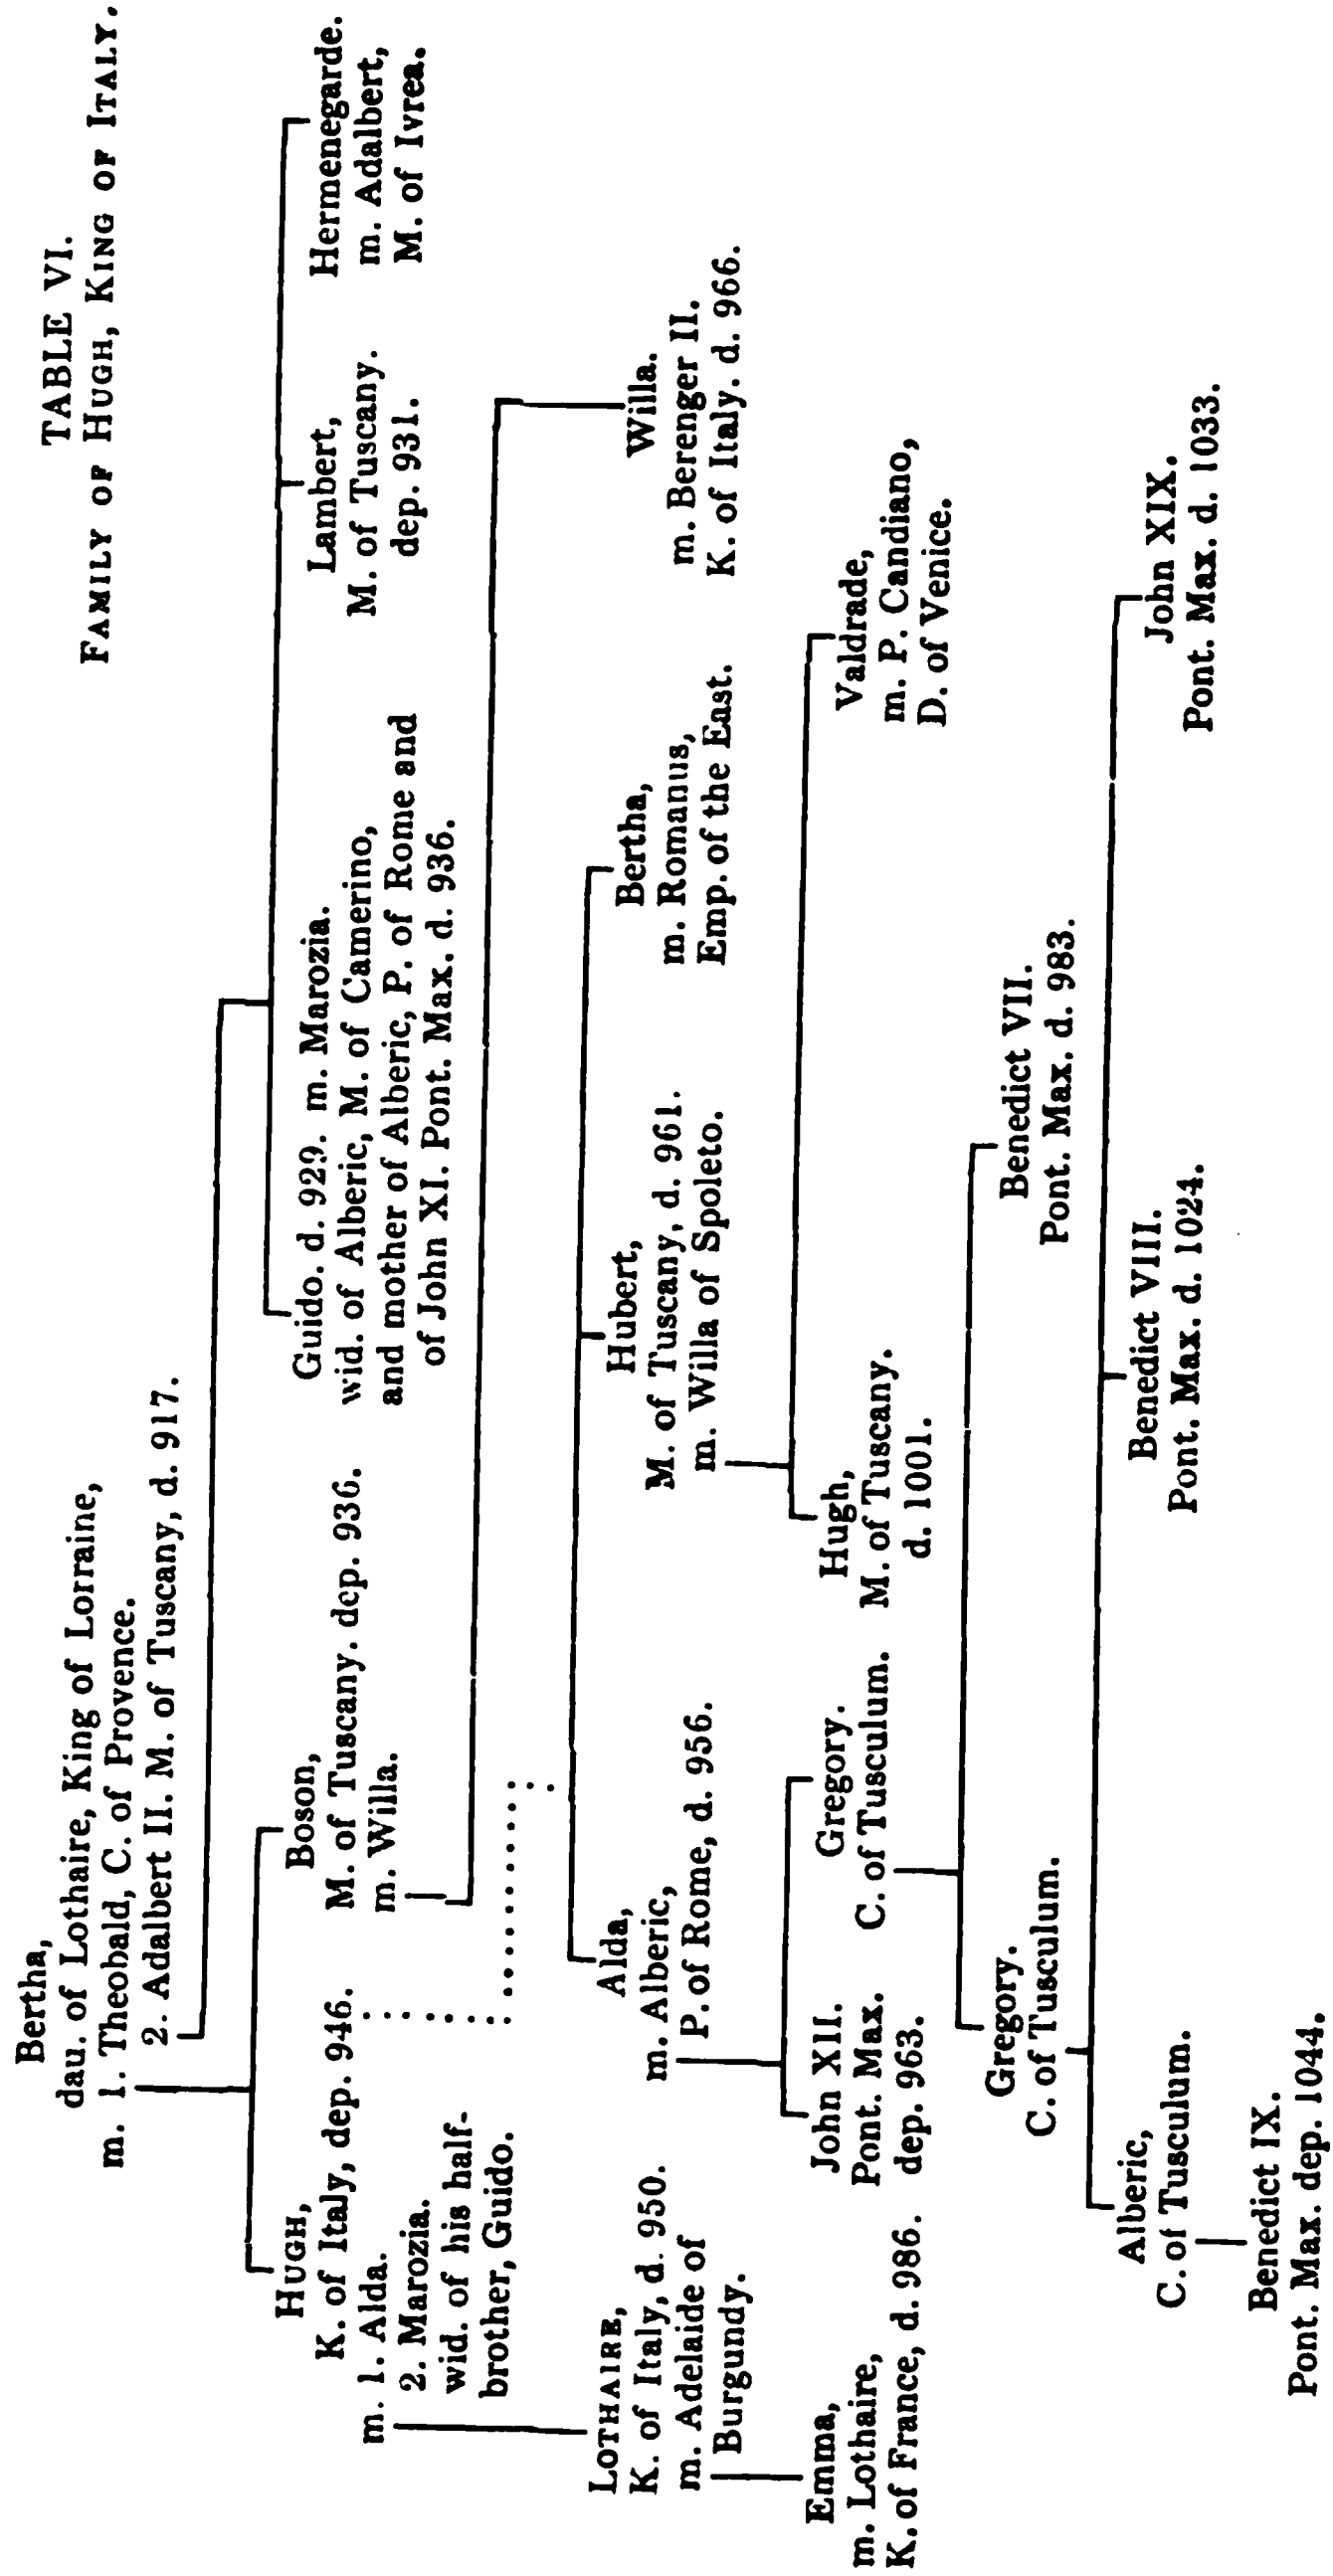 TABLE VI.
FAMILY OF HUGH, KING OF ITALY.
Bertha,
dau. of Lothaire, King of Lorraine,
m. 1. Theobald, C. of Provence.
2. Adalbert II. M. of Tuscany, d. 917.
HUGH,
K. of Italy, dep. 946.
m. 1. Alda.
2. Marozia.
wid. of his half-
brother, Guido.
Boson,
M. of Tuscany. dep. 936.
m. Willa.
Guido. d. 929. m. Marozia.
wid. of Alberic, M. of Camerino,
and mother of Alberic, P. of Rome and
of John XI. Pont. Max. d. 936.
Lambert,
M. of Tuscany.
dep. 931.
Hermenegarde.
m. Adalbert,
M. of Ivrea.
LOTHAIRE,
K. of Italy, d. 950.
m. Adelaide of
Burgundy.
Alda,
m. Alberic,
P. of Rome, d. 956.
Hubert,
M. of Tuscany, d. 961.
m. Willa of Spoleto.
Bertha,
m. Romanus,
Emp. of the East.
Willa.
m. Berenger II.
K. of Italy. d. 966.
Emma,
m. Lothaire,
K. of France, d. 986.
John XII.
Pont. Max.
dep. 963.
Gregory.
C. of Tusculum.
Hugh,
M. of Tuscany.
d. 1001.
Valdrade,
m. P. Candiano,
D. of Venice.
Gregory.
C. of Tusculum.
Benedict VII.
Pont. Max. d. 983.
Alberic,
C. of Tusculum.
Benedict VIII.
Pont. Max. d. 1024.
John XIX.
Pont. Max. d. 1033.
Benedict IX.
Pont. Max. dep. 1044.